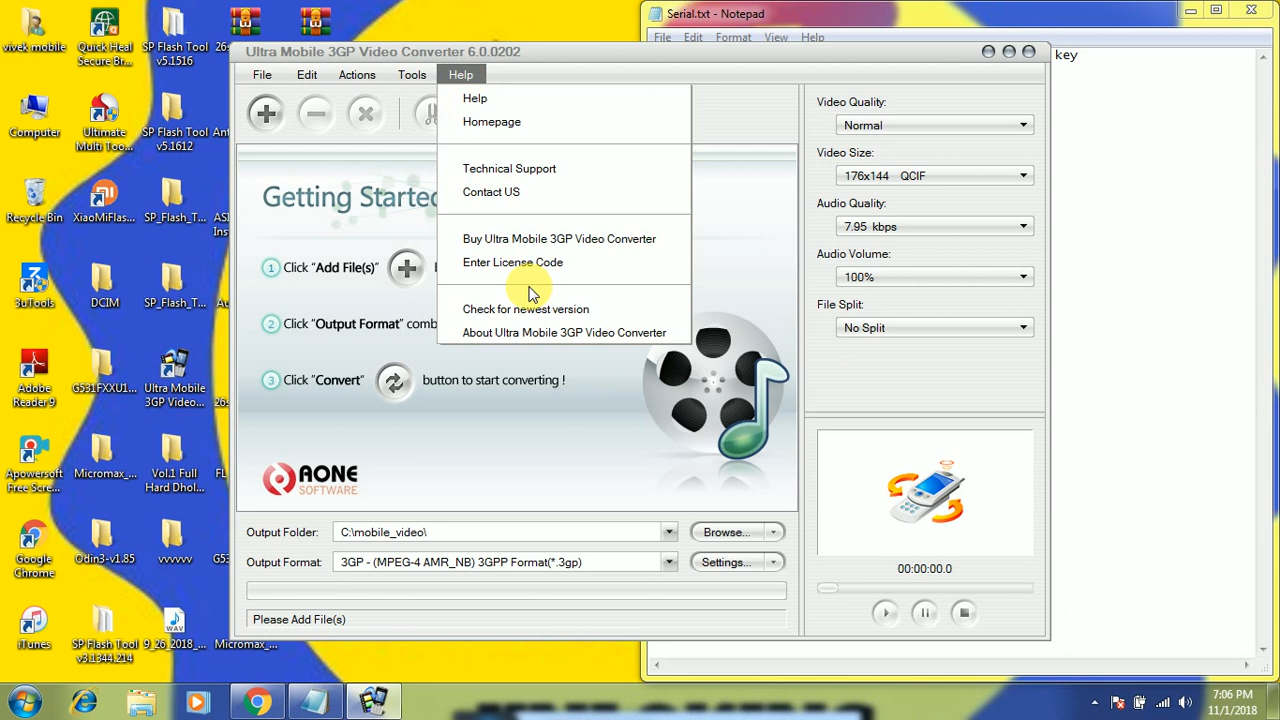 vivek mobile
Quick Heal
Secure Br...
SP Flash Tool
v5.1516
Computer
Ultimate
Multi Too...
SP Flash Tool
v5.1612
Recycle Bin
XiaoMiFlas...
SP_Flash_T...
3uTools
DCIM
SP_Flash_T...
Adobe
Reader 9
G531FXXU1...
Ultra Mobile
3GP Video...
Apowersoft
Free Scre...
Micromax_...
Vol.1 Full
Hard Dhol...
Google
Chrome
Odin3-v1.85
vvvvvv
iTunes
SP Flash Tool
v3.1344.214
9_26_2018_...
Micromax_...
Serial.txt - Notepad
File Edit Format View Help
key
Ultra Mobile 3GP Video Converter 6.0.0202
File Edit Actions Tools Help
Help
Homepage
Technical Support
Contact US
Buy Ultra Mobile 3GP Video Converter
Enter License Code
Check for newest version
About Ultra Mobile 3GP Video Converter
Getting Started
1 Click "Add File(s)"
2 Click "Output Format" com
3 Click "Convert" button to start converting !
AONE
SOFTWARE
Output Folder: C:\mobile_video\ Browse...
Output Format: 3GP - (MPEG-4 AMR_NB) 3GPP Format(*.3gp) Settings...
Please Add File(s)
Video Quality:
Normal
Video Size:
176x144 QCIF
Audio Quality:
7.95 kbps
Audio Volume:
100%
File Split:
No Split
00:00:00.0
7:06 PM
11/1/2018